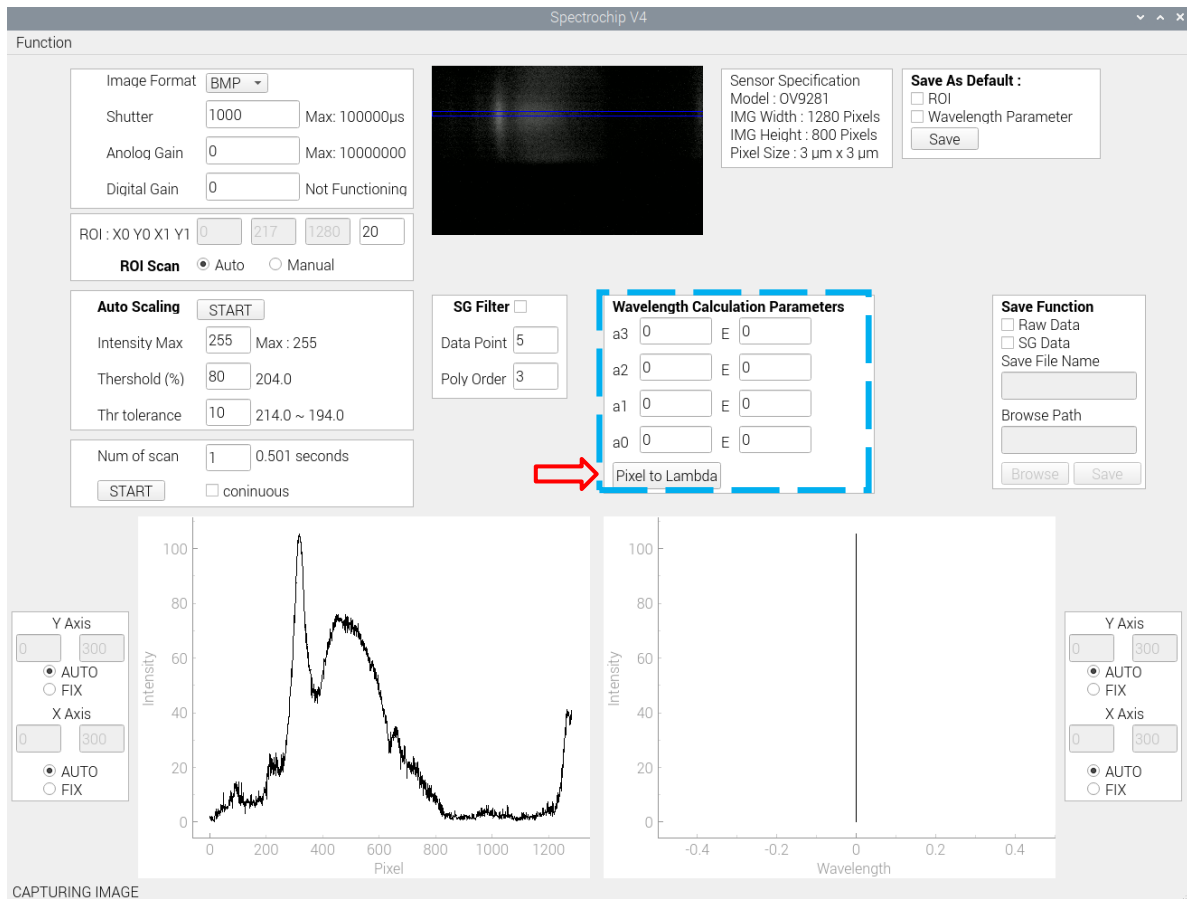 Spectrochip V4
Function
Image Format BMP
Shutter 1000 Max: 100000µs
Anolog Gain 0 Max: 10000000
Digital Gain 0 Not Functioning
ROI : X0 Y0 X1 Y1 0 217 1280 20
ROI Scan Auto Manual
Sensor Specification
Model : OV9281
IMG Width : 1280 Pixels
IMG Height : 800 Pixels
Pixel Size : 3 µm x 3 µm
Save As Default :
ROI
Wavelength Parameter
Save
Auto Scaling START
Intensity Max 255 Max : 255
Thershold (%) 80 204.0
Thr tolerance 10 214.0 ~ 194.0
Num of scan 1 0.501 seconds
START coninuous
SG Filter
Data Point 5
Poly Order 3
Wavelength Calculation Parameters
a3 0 E 0
a2 0 E 0
a1 0 E 0
a0 0 E 0
Pixel to Lambda
Save Function
Raw Data
SG Data
Save File Name
Browse Path
Browse Save
Y Axis
0 300
AUTO
FIX
X Axis
0 300
AUTO
FIX
Intensity
100
80
60
40
20
0
0 200 400 600 800 1000 1200
Pixel
Intensity
100
80
60
40
20
0
-0.4 -0.2 0 0.2 0.4
Wavelength
Y Axis
0 300
AUTO
FIX
X Axis
0 300
AUTO
FIX
CAPTURING IMAGE